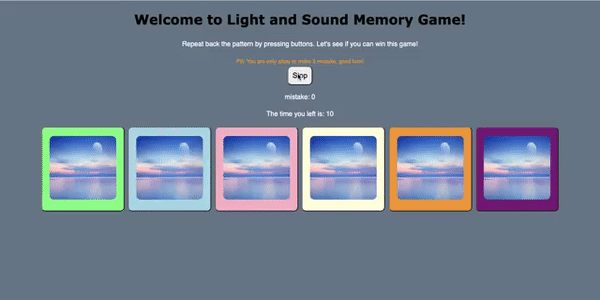 Welcome to Light and Sound Memory Game!
Repeat back the pattern by pressing buttons. Let's see if you can win this game!
PS: You are only allow to make 3 mistake, good luck!
Stop
mistake: 0
The time you left is: 10